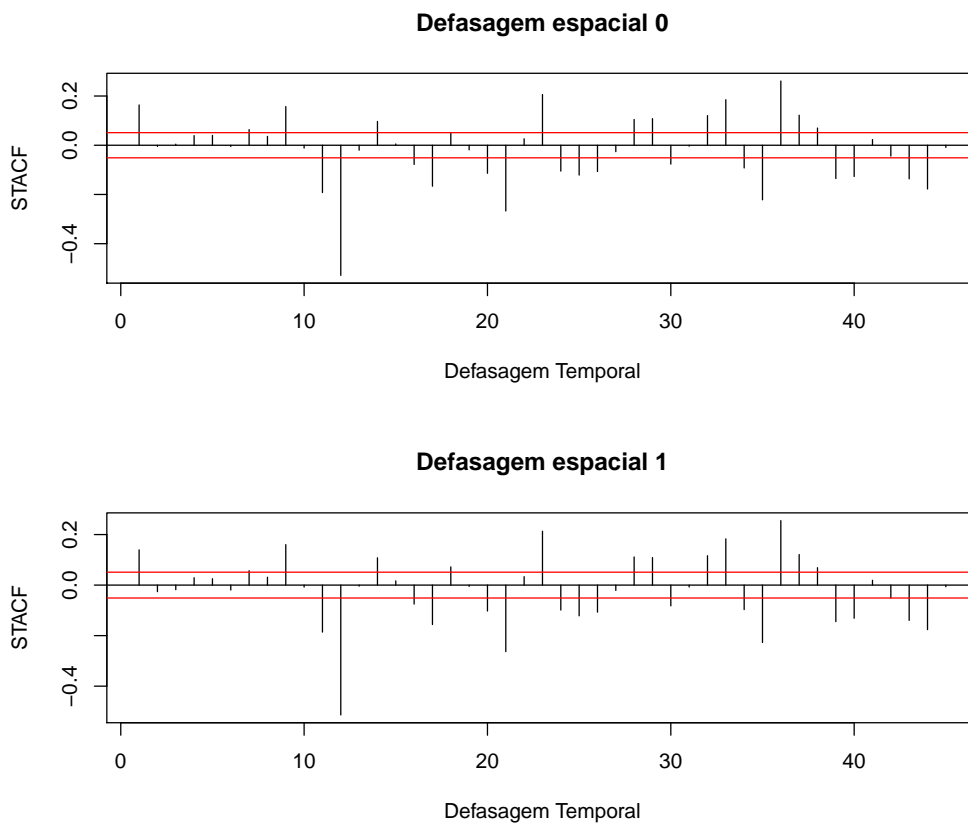 Defasagem espacial 0
0.2
0.0
−0.4
STACF
0 10 20 30 40
Defasagem Temporal
Defasagem espacial 1
0.2
0.0
−0.4
STACF
0 10 20 30 40
Defasagem Temporal